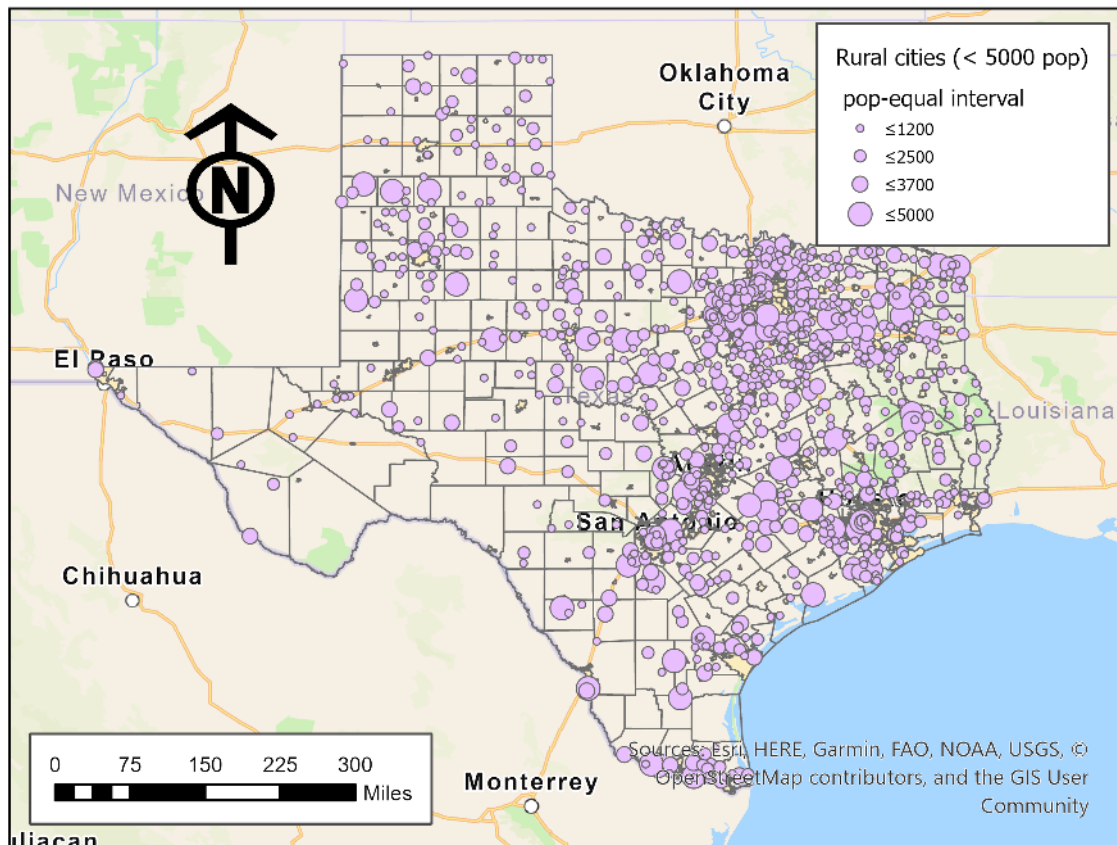 Rural cities (< 5000 pop)
pop-equal interval
≤1200
≤2500
≤3700
≤5000
Oklahoma
City
New Mexico
N
El Paso
Texas
Louisiana
San Antonio
Chihuahua
Monterrey
0 75 150 225 300
Miles
Sources: Esri, HERE, Garmin, FAO, NOAA, USGS, ©
OpenStreetMap contributors, and the GIS User
Community